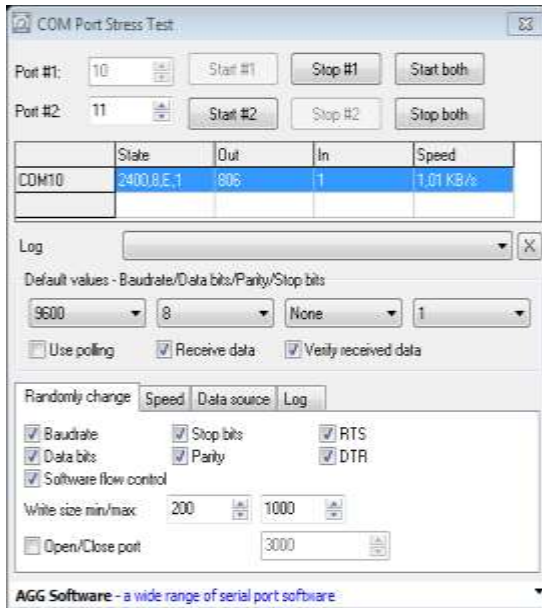 COM Port Stress Test
Port #1: 10 Start #1 Stop #1 Start both
Port #2: 11 Start #2 Stop #2 Stop both
State Out In Speed
COM10 2400,8,E,1 806 1 1,01 KB/s
Log X
Default values - Baudrate/Data bits/Parity/Stop bits
9600 8 None 1
Use polling Receive data Verify received data
Randomly change Speed Data source Log
Baudrate Stop bits RTS
Data bits Parity DTR
Software flow control
Write size min/max 200 1000
Open/Close port 3000
AGG Software - a wide range of serial port software